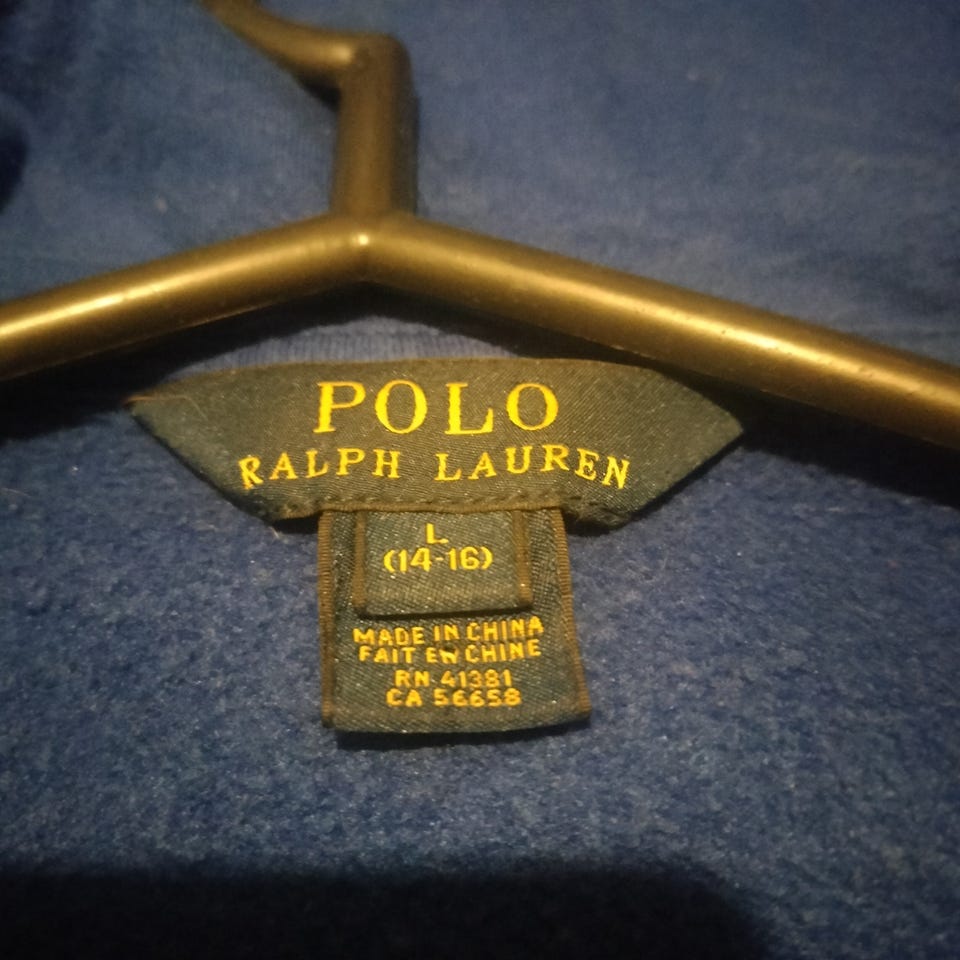 POLO
RALPH LAUREN
L
(14-16)
MADE IN CHINA
FAIT EN CHINE
RN 41381
CA 56658